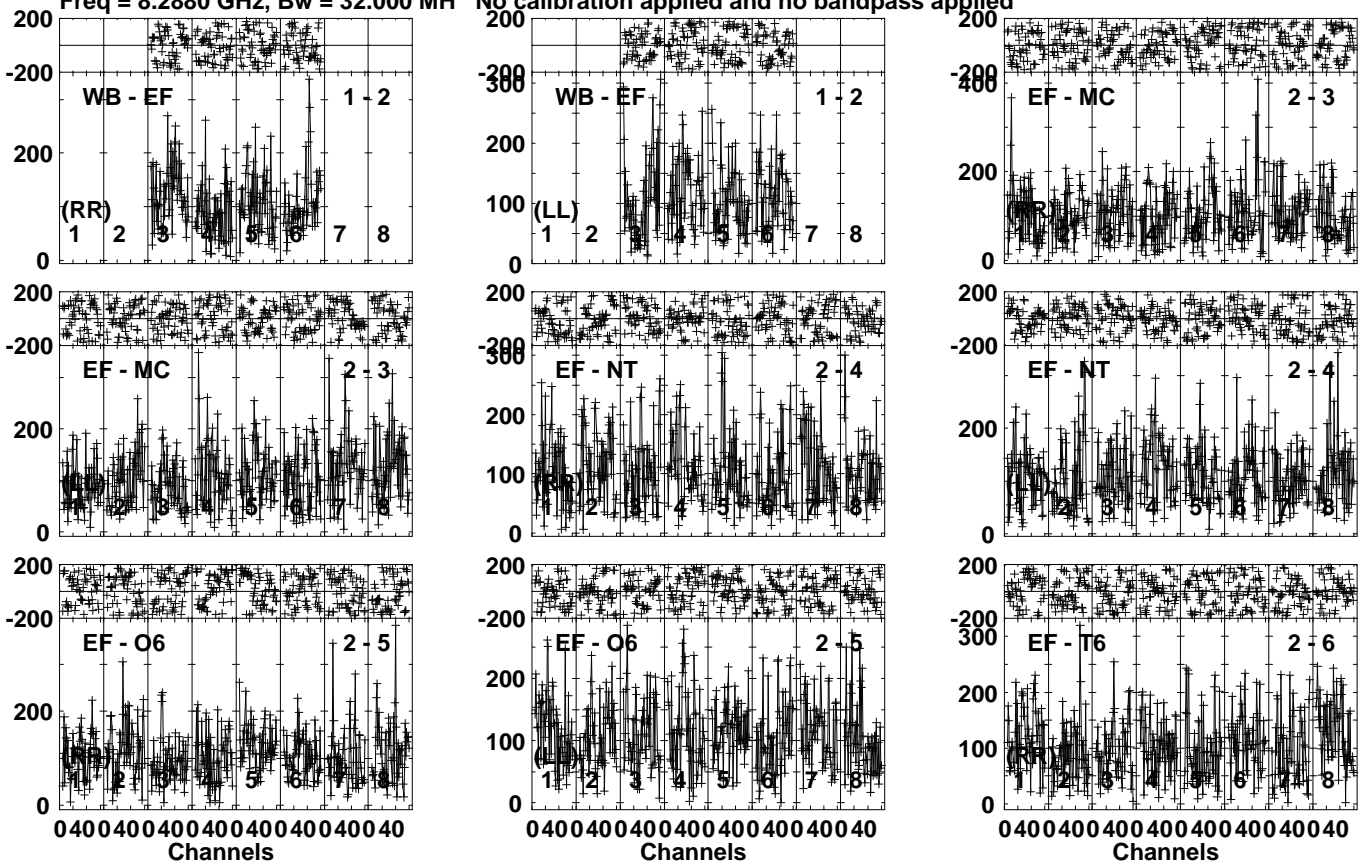 Freq = 8.2880 GHz, Bw = 32.000 MH No calibration applied and no bandpass applied
200
-200
WB - EF 1 - 2
200
(RR)
1 2 3 4 5 6 7 8
0
200
-200
300
WB - EF 1 - 2
200
100
(LL)
1 2 3 4 5 6 7 8
0
200
-200
400
EF - MC 2 - 3
200
(RR)
1 2 3 4 5 6 7 8
0
200
-200
EF - MC 2 - 3
200
(LL)
1 2 3 4 5 6 7 8
0
200
-200
300
EF - NT 2 - 4
200
100
(RR)
1 2 3 4 5 6 7 8
0
200
-200
EF - NT 2 - 4
200
(LL)
1 2 3 4 5 6 7 8
0
200
-200
EF - O6 2 - 5
200
(RR)
1 2 3 4 5 6 7 8
0
0 40 0 40 0 40 0 40 0 40 0 40 0 40 0 40
Channels
200
-200
EF - O6 2 - 5
200
100
(LL)
1 2 3 4 5 6 7 8
0
0 40 0 40 0 40 0 40 0 40 0 40 0 40 0 40
Channels
200
-200
300
EF - T6 2 - 6
200
100
(RR)
1 2 3 4 5 6 7 8
0
0 40 0 40 0 40 0 40 0 40 0 40 0 40 0 40
Channels